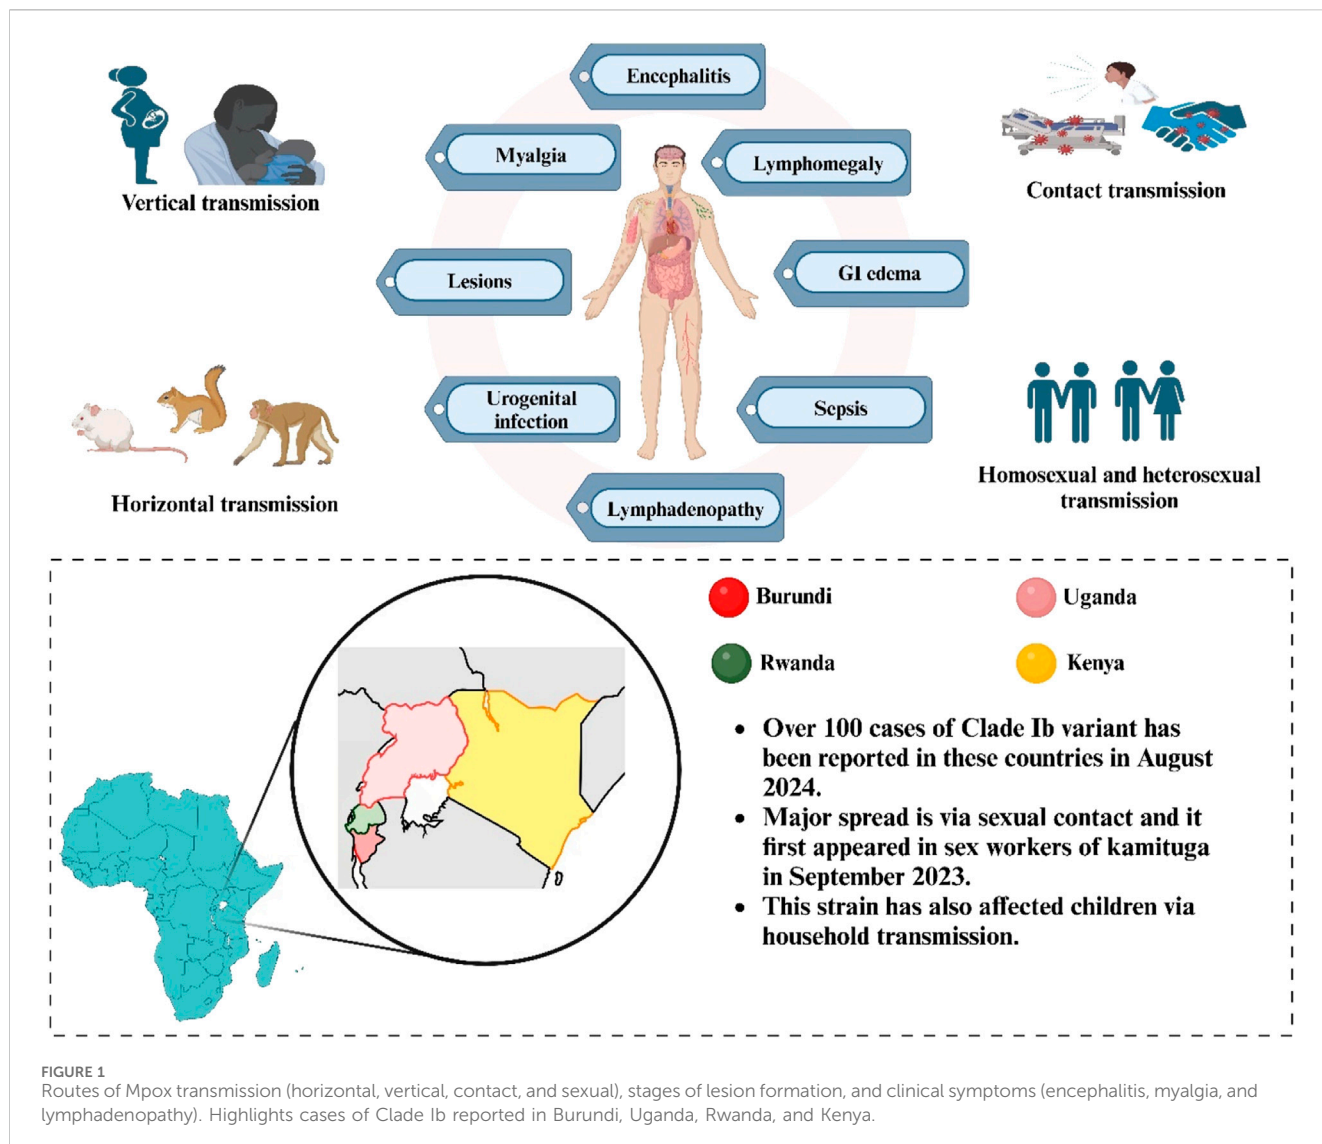 Encephalitis
Myalgia
Lymphomegaly
Vertical transmission
Contact transmission
Lesions
GI edema
Urogenital
infection
Sepsis
Horizontal transmission
Homosexual and heterosexual
transmission
Lymphadenopathy
Burundi
Uganda
Rwanda
Kenya
• Over 100 cases of Clade Ib variant has
been reported in these countries in August
2024.
• Major spread is via sexual contact and it
first appeared in sex workers of kamituga
in September 2023.
• This strain has also affected children via
household transmission.
FIGURE 1
Routes of Mpox transmission (horizontal, vertical, contact, and sexual), stages of lesion formation, and clinical symptoms (encephalitis, myalgia, and
lymphadenopathy). Highlights cases of Clade Ib reported in Burundi, Uganda, Rwanda, and Kenya.